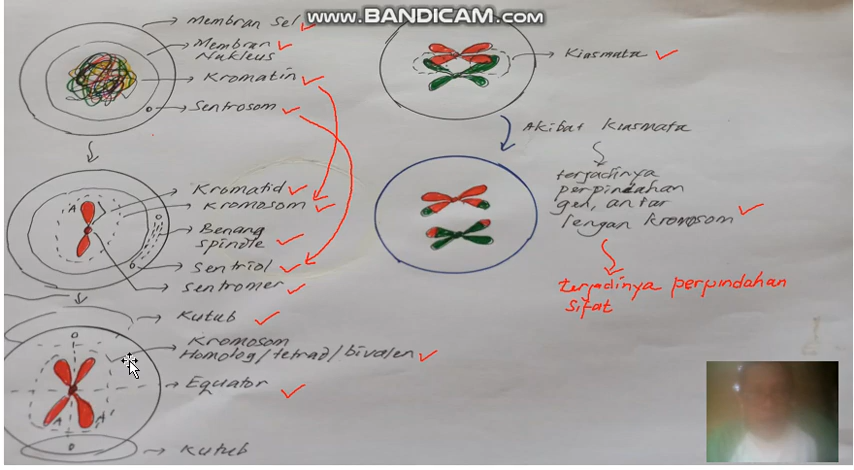 WWW.BANDICAM.COM
Membran Sel
Membran
Nukleus
Kromatin
Sentrosom
Kromatid
Kromosom
Benang
spindle
Sentriol
Sentromer
Kutub
Kromosom
Homolog/tetrad/bivalen
Equator
Kutub
A
A
A'
Kiasmata
Akibat Kiasmata
terjadinya
perpindahan
gen, antar
lengan kromosom
terjadinya perpindahan
sifat